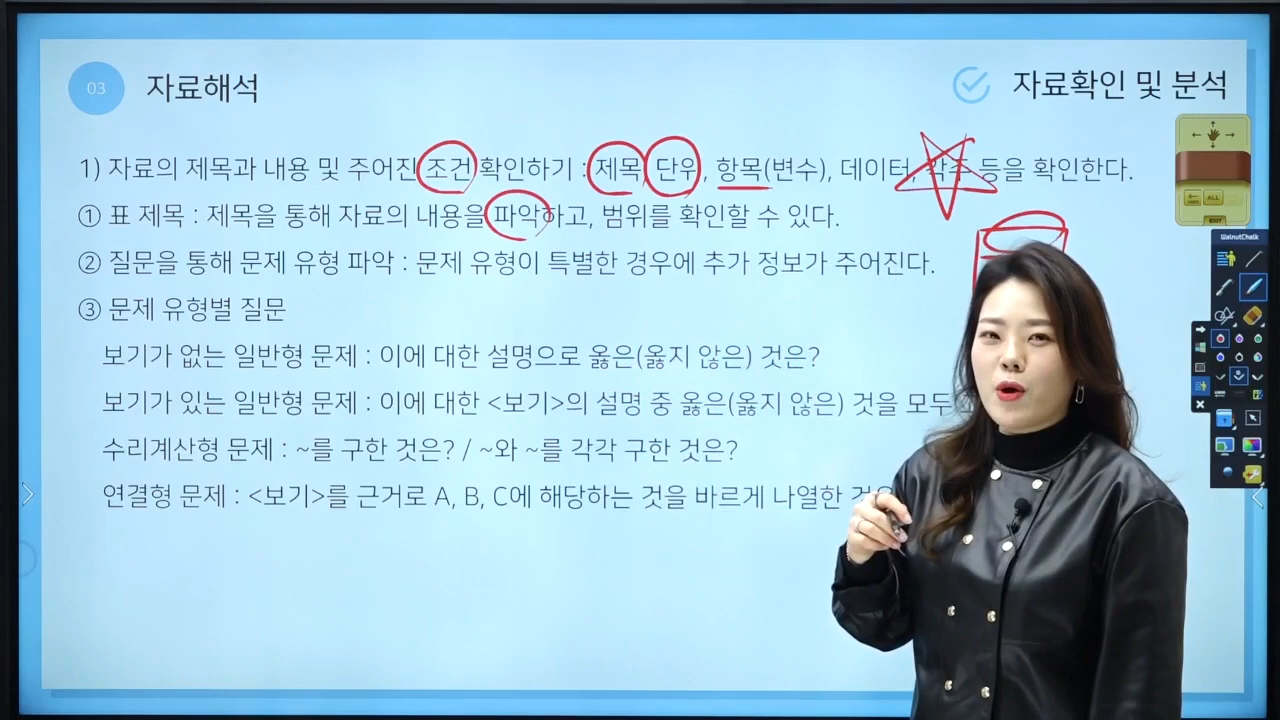 03 자료해석
자료확인 및 분석
1) 자료의 제목과 내용 및 주어진 조건 확인하기 : 제목, 단위, 항목(변수), 데이터, 각주 등을 확인한다.
① 표 제목 : 제목을 통해 자료의 내용을 파악하고, 범위를 확인할 수 있다.
② 질문을 통해 문제 유형 파악 : 문제 유형이 특별한 경우에 추가 정보가 주어진다.
③ 문제 유형별 질문
보기가 없는 일반형 문제 : 이에 대한 설명으로 옳은(옳지 않은) 것은?
보기가 있는 일반형 문제 : 이에 대한 <보기>의 설명 중 옳은(옳지 않은) 것을 모두
수리계산형 문제 : ~를 구한 것은? / ~와 ~를 각각 구한 것은?
연결형 문제 : <보기>를 근거로 A, B, C에 해당하는 것을 바르게 나열한
ALL
EXIT
WalnutChalk